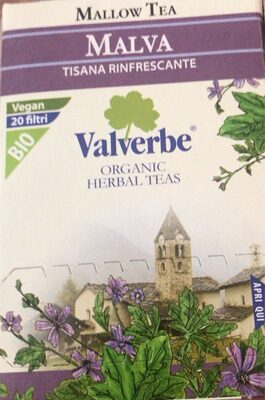 MALLOW TEA
MALVA
TISANA RINFRESCANTE
Vegan
20 filtri
BIO
Valverbe®
ORGANIC
HERBAL TEAS
APRI QUI